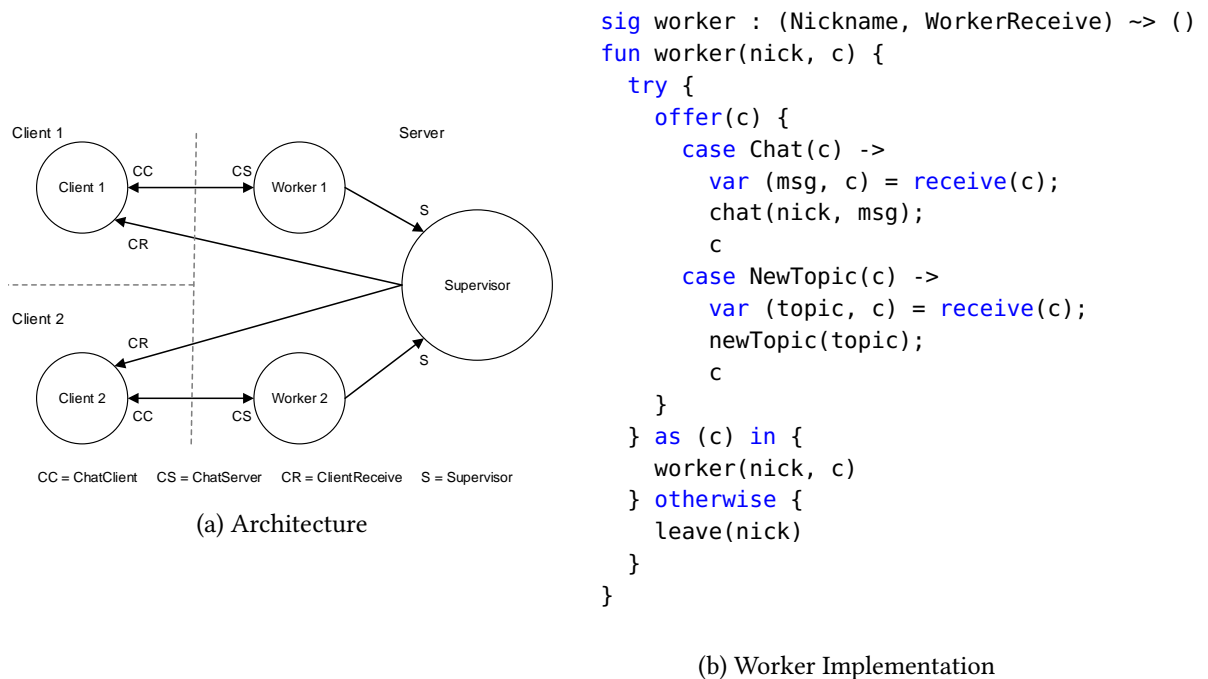 Client 1
Server
Client 1
CC
CS
Worker 1
S
CR
Supervisor
Client 2
CR
S
Client 2
CC
CS
Worker 2
CC = ChatClient CS = ChatServer CR = ClientReceive S = Supervisor
(a) Architecture
sig worker : (Nickname, WorkerReceive) ~> ()
fun worker(nick, c) {
  try {
    offer(c) {
      case Chat(c) ->
        var (msg, c) = receive(c);
        chat(nick, msg);
        c
      case NewTopic(c) ->
        var (topic, c) = receive(c);
        newTopic(topic);
        c
    }
  } as (c) in {
    worker(nick, c)
  } otherwise {
    leave(nick)
  }
}
(b) Worker Implementation